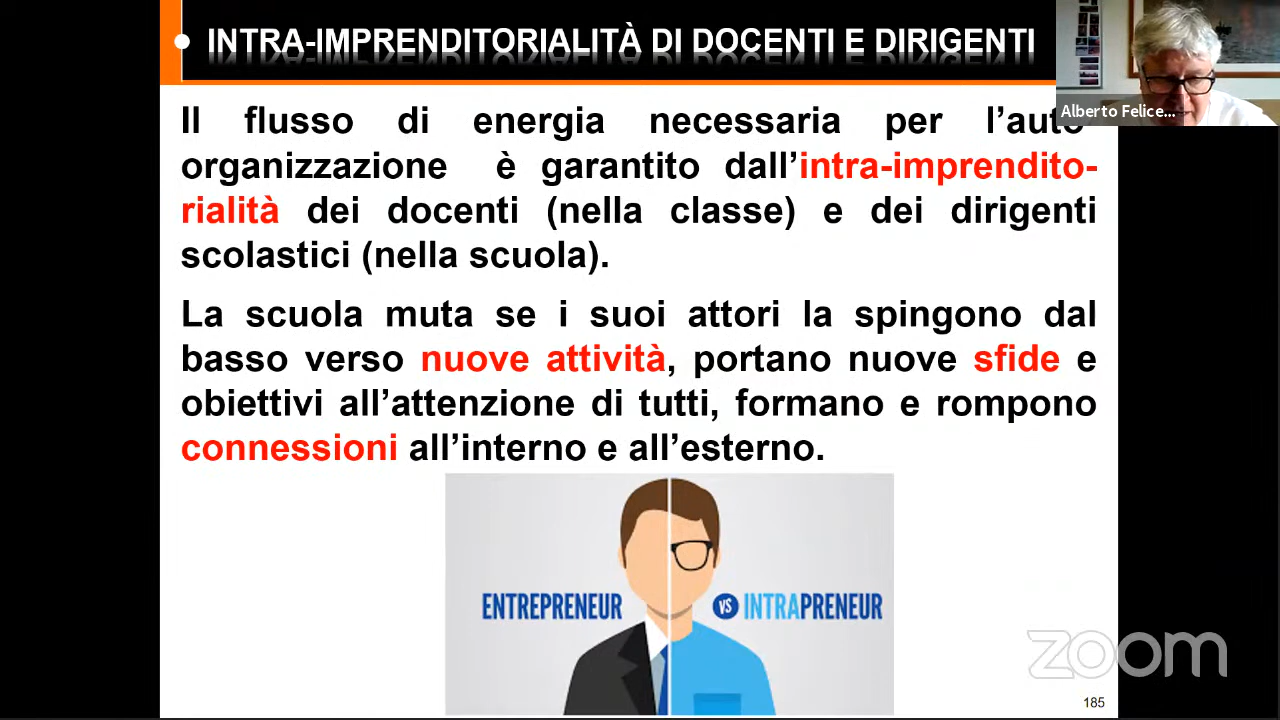 INTRA-IMPRENDITORIALITÀ DI DOCENTI E DIRIGENTI
Alberto Felice...
Il flusso di energia necessaria per l’auto-
organizzazione è garantito dall’intra-imprendito-
rialità dei docenti (nella classe) e dei dirigenti
scolastici (nella scuola).
La scuola muta se i suoi attori la spingono dal
basso verso nuove attività, portano nuove sfide e
obiettivi all’attenzione di tutti, formano e rompono
connessioni all’interno e all’esterno.
ENTREPRENEUR VS INTRAPRENEUR
zoom
185